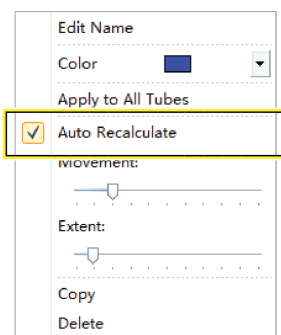 Edit Name
Color
Apply to All Tubes
Auto Recalculate
Movement:
Extent:
Copy
Delete